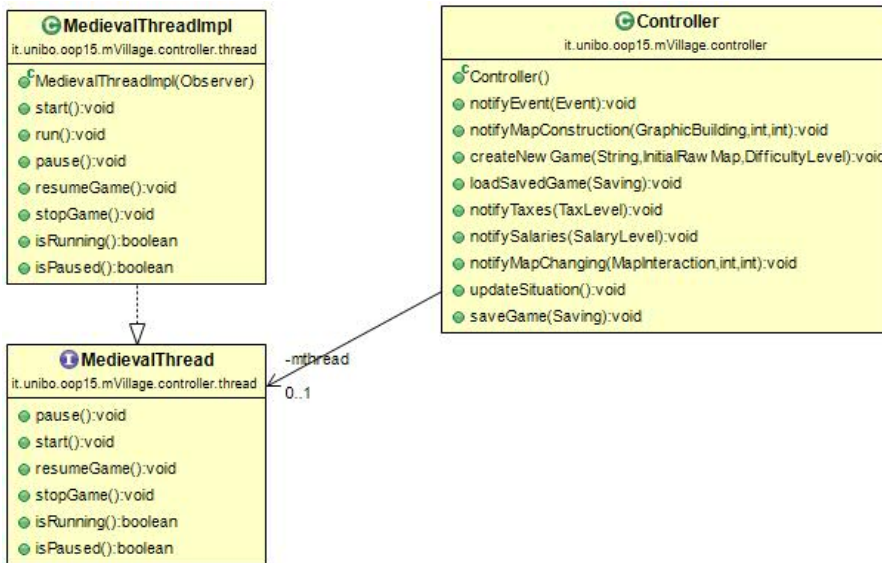 MedievalThreadImpl
it.unibo.oop15.mVillage.controller.thread
MedievalThreadImpl(Observer)
start():void
run():void
pause():void
resumeGame():void
stopGame():void
isRunning():boolean
isPaused():boolean
Controller
it.unibo.oop15.mVillage.controller
Controller()
notifyEvent(Event):void
notifyMapConstruction(GraphicBuilding,int,int):void
createNewGame(String,InitialRawMap,DifficultyLevel):void
loadSavedGame(Saving):void
notifyTaxes(TaxLevel):void
notifySalaries(SalaryLevel):void
notifyMapChanging(MapInteraction,int,int):void
updateSituation():void
saveGame(Saving):void
-mthread
0..1
MedievalThread
it.unibo.oop15.mVillage.controller.thread
pause():void
start():void
resumeGame():void
stopGame():void
isRunning():boolean
isPaused():boolean